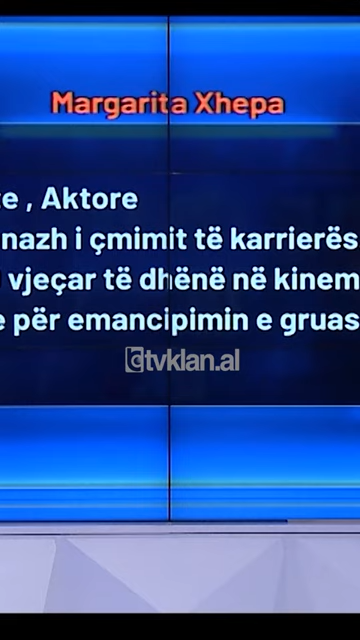 Margarita Xhepa
e , Aktore
nazh i çmimit të karrierës
vjeçar të dhënë në kinem
për emancipimin e gruas
tvklan.al